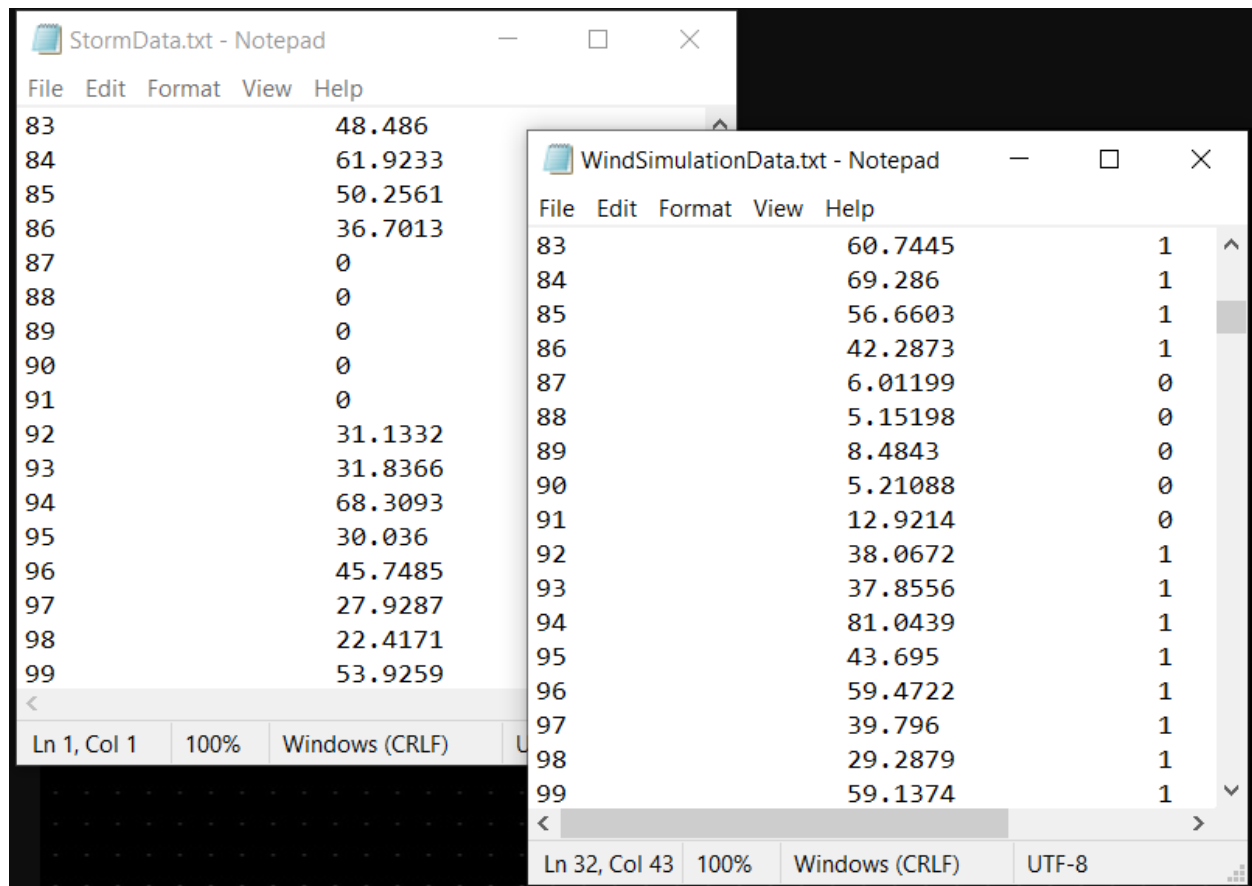 StormData.txt - Notepad
File Edit Format View Help
83 48.486
84 61.9233
85 50.2561
86 36.7013
87 0
88 0
89 0
90 0
91 0
92 31.1332
93 31.8366
94 68.3093
95 30.036
96 45.7485
97 27.9287
98 22.4171
99 53.9259
Ln 1, Col 1 100% Windows (CRLF)
WindSimulationData.txt - Notepad
File Edit Format View Help
83 60.7445 1
84 69.286 1
85 56.6603 1
86 42.2873 1
87 6.01199 0
88 5.15198 0
89 8.4843 0
90 5.21088 0
91 12.9214 0
92 38.0672 1
93 37.8556 1
94 81.0439 1
95 43.695 1
96 59.4722 1
97 39.796 1
98 29.2879 1
99 59.1374 1
Ln 32, Col 43 100% Windows (CRLF) UTF-8